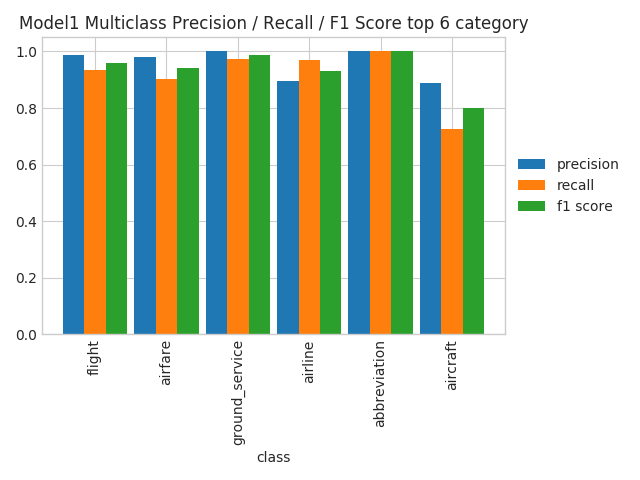 Model1 Multiclass Precision / Recall / F1 Score top 6 category
1.0
0.8
0.6
0.4
0.2
0.0
precision
recall
f1 score
flight
airfare
ground_service
airline
abbreviation
aircraft
class